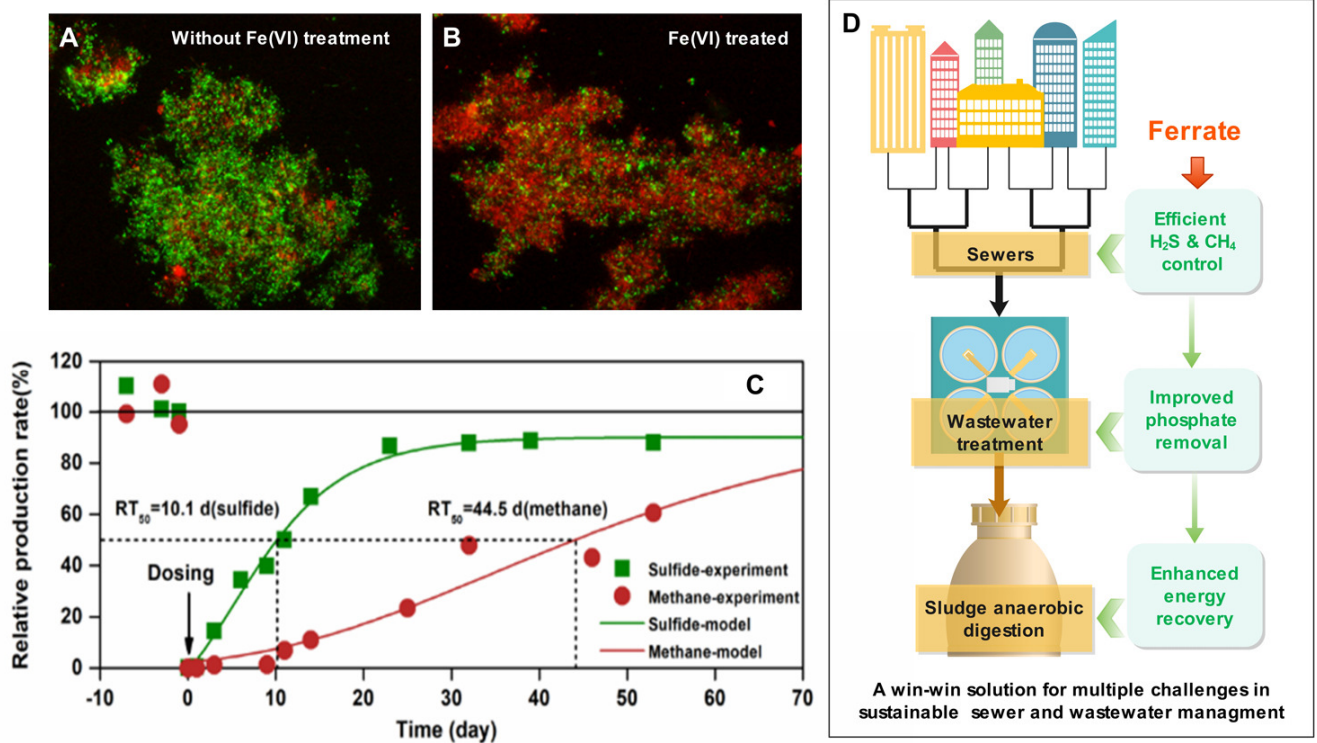 A
Without Fe(VI) treatment
B
Fe(VI) treated
C
Relative production rate(%)
120
100
80
60
40
20
0
RT50=10.1 d(sulfide)
RT50=44.5 d(methane)
Dosing
Sulfide-experiment
Methane-experiment
Sulfide-model
Methane-model
-10 0 10 20 30 40 50 60 70
Time (day)
D
Ferrate
Efficient
H₂S & CH₄
control
Sewers
Improved
phosphate
removal
Wastewater
treatment
Enhanced
energy
recovery
Sludge anaerobic
digestion
A win-win solution for multiple challenges in
sustainable sewer and wastewater managment